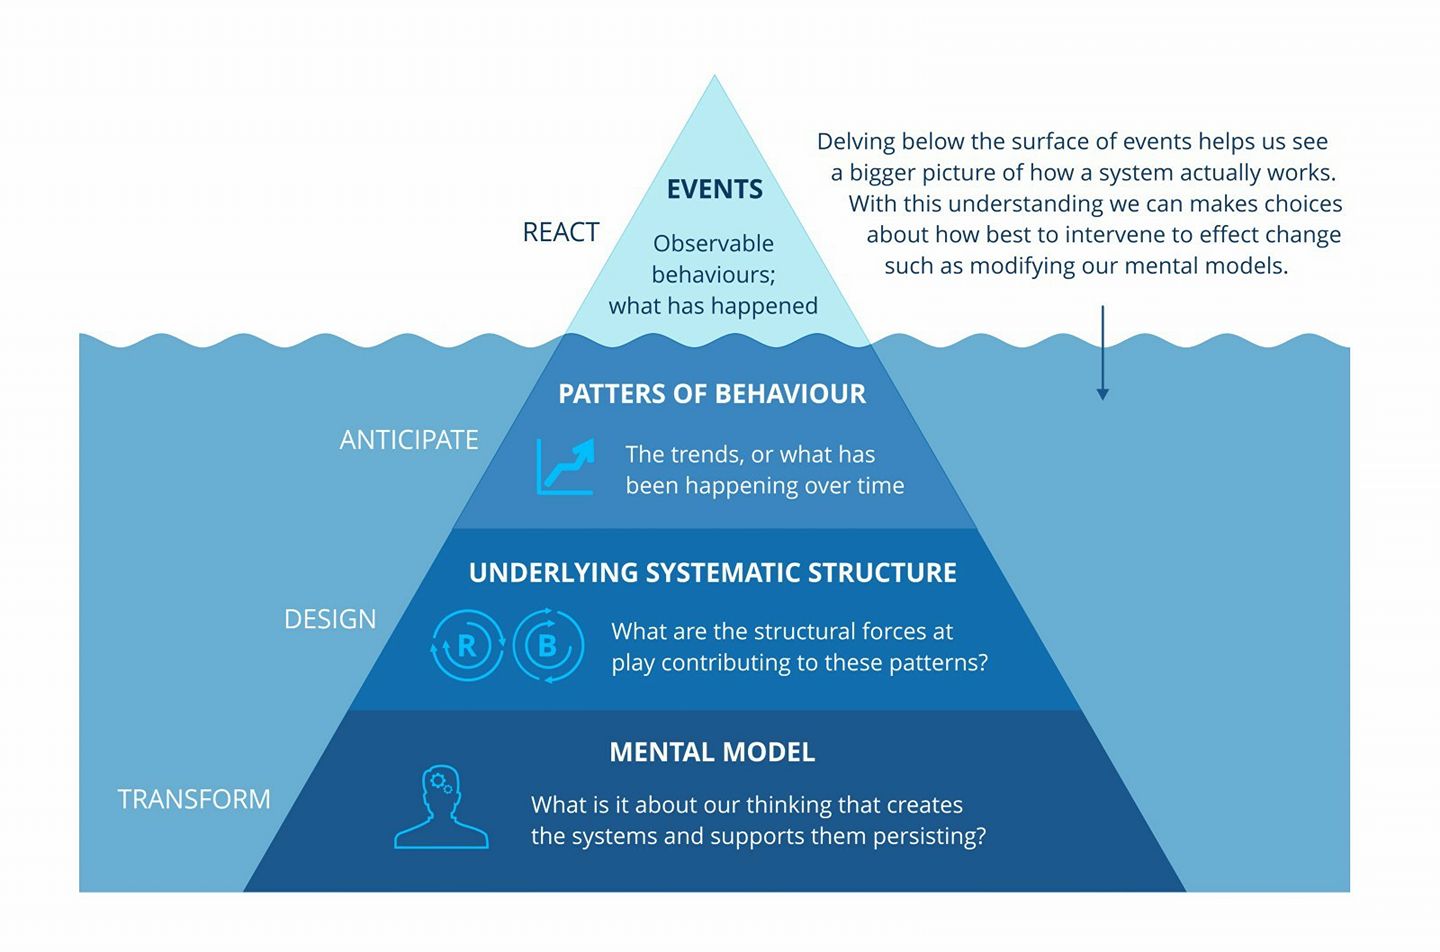 Delving below the surface of events helps us see
a bigger picture of how a system actually works.
With this understanding we can makes choices
about how best to intervene to effect change
such as modifying our mental models.
EVENTS
REACT
Observable
behaviours;
what has happened
PATTERS OF BEHAVIOUR
ANTICIPATE
The trends, or what has
been happening over time
UNDERLYING SYSTEMATIC STRUCTURE
DESIGN
R B
What are the structural forces at
play contributing to these patterns?
MENTAL MODEL
TRANSFORM
What is it about our thinking that creates
the systems and supports them persisting?